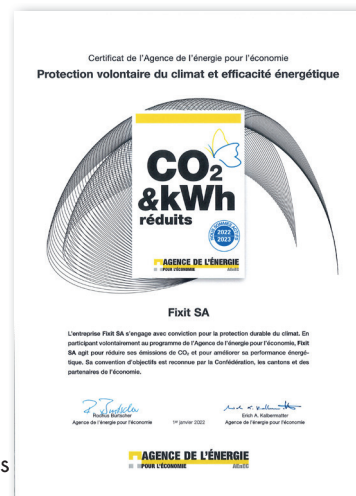 Certificat de l'Agence de l'énergie pour l'économie
Protection volontaire du climat et efficacité énergétique
CO2
&kWh
réduits
2022
2023
AGENCE DE L'ÉNERGIE
POUR L'ÉCONOMIE
Fixit SA
L'entreprise Fixit SA s'engage avec conviction pour la protection durable du climat. En
participant volontairement au programme de l'Agence de l'énergie pour l'économie, Fixit
SA agit pour réduire ses émissions de CO₂ et pour améliorer sa performance énergé-
tique. Sa convention d'objectifs est reconnue par la Confédération, les cantons et des
partenaires de l'économie.
Rochus Burtscher
Agence de l'énergie pour l'économie
1er janvier 2022
Erich A. Kalbermatter
Agence de l'énergie pour l'économie
s
AGENCE DE L'ÉNERGIE
POUR L'ÉCONOMIE AEnEC